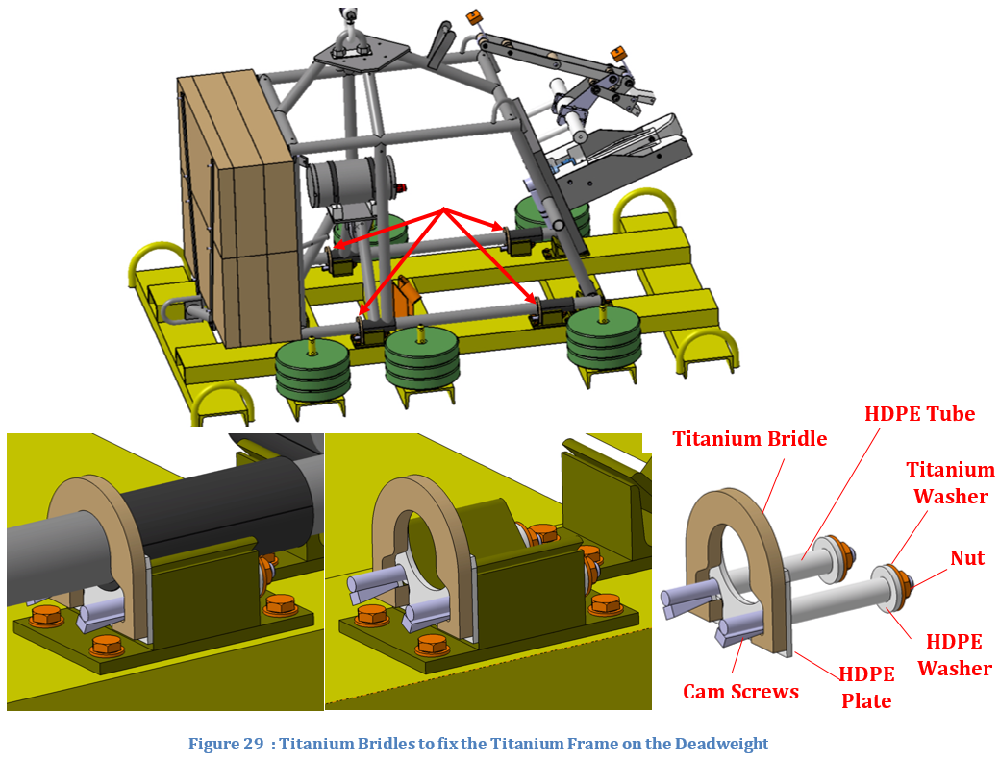 HDPE Tube
Titanium Bridle
Titanium
Washer
Nut
HDPE
Washer
HDPE
Plate
Cam Screws
Figure 29 : Titanium Bridles to fix the Titanium Frame on the Deadweight